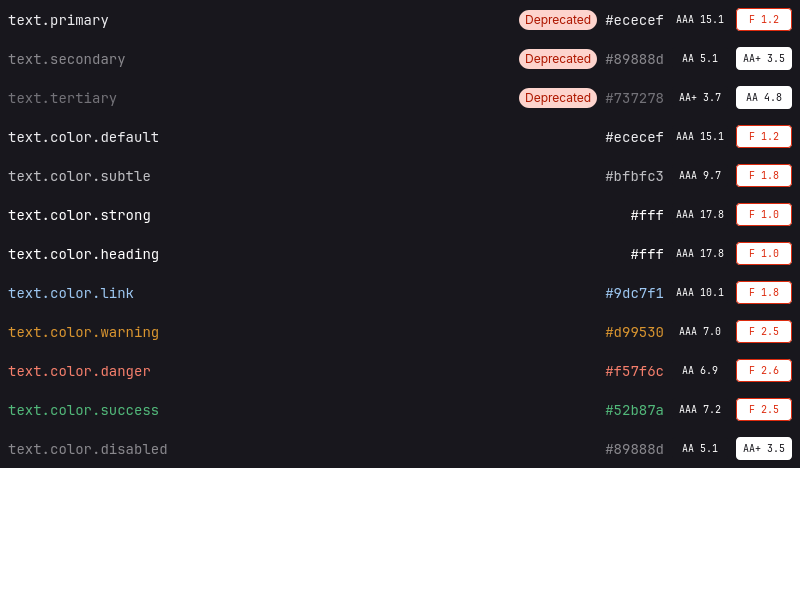 text.primary Deprecated #ececef AAA 15.1 F 1.2
text.secondary Deprecated #89888d AA 5.1 AA+ 3.5
text.tertiary Deprecated #737278 AA+ 3.7 AA 4.8
text.color.default #ececef AAA 15.1 F 1.2
text.color.subtle #bfbfc3 AAA 9.7 F 1.8
text.color.strong #fff AAA 17.8 F 1.0
text.color.heading #fff AAA 17.8 F 1.0
text.color.link #9dc7f1 AAA 10.1 F 1.8
text.color.warning #d99530 AAA 7.0 F 2.5
text.color.danger #f57f6c AA 6.9 F 2.6
text.color.success #52b87a AAA 7.2 F 2.5
text.color.disabled #89888d AA 5.1 AA+ 3.5